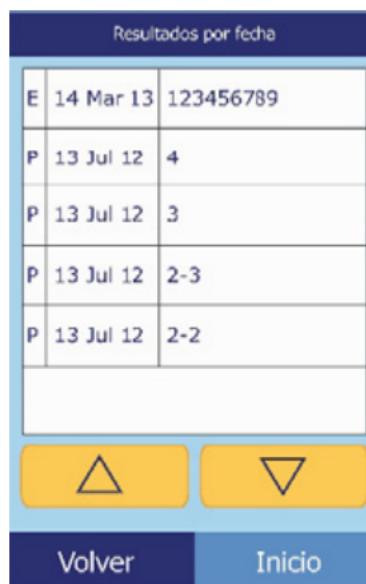 Resultados por fecha
E 14 Mar 13 123456789
P 13 Jul 12 4
P 13 Jul 12 3
P 13 Jul 12 2-3
P 13 Jul 12 2-2
Volver Inicio